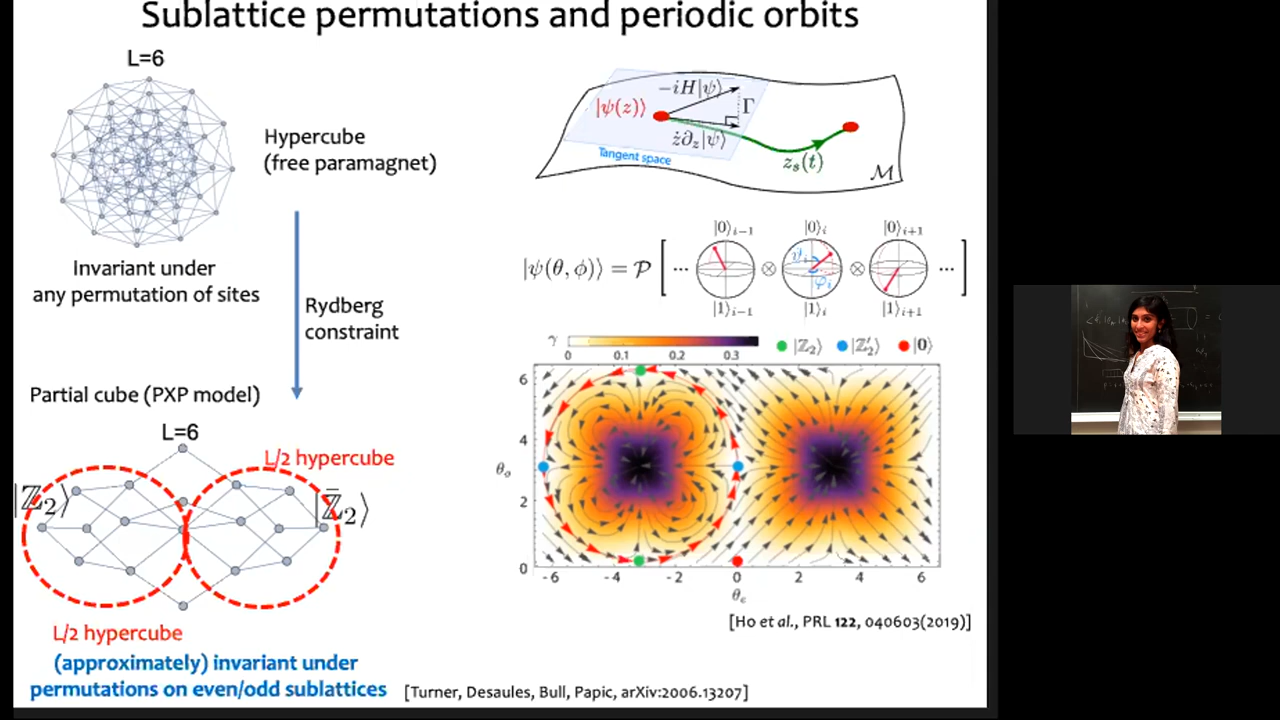 Sublattice permutations and periodic orbits
L=6
Hypercube
(free paramagnet)
Invariant under
any permutation of sites
Rydberg
constraint
Partial cube (PXP model)
L=6
L/2 hypercube
|ℤ₂⟩
|ℤ̄₂⟩
L/2 hypercube
(approximately) invariant under
permutations on even/odd sublattices
[Turner, Desaules, Bull, Papic, arXiv:2006.13207]
|ψ(z)⟩
−iH|ψ⟩
Γ
ż∂_z|ψ⟩
Tangent space
z_s(t)
ℳ
|0⟩ᵢ₋₁ |0⟩ᵢ |0⟩ᵢ₊₁
|ψ(θ, ϕ)⟩ = 𝒫 [ ··· ⊗ ϑᵢ φᵢ ⊗ ··· ]
|1⟩ᵢ₋₁ |1⟩ᵢ |1⟩ᵢ₊₁
γ
0 0.1 0.2 0.3
|ℤ₂⟩ |ℤ₂′⟩ |0⟩
6
4
θₒ
2
0
-6 -4 -2 0 2 4 6
θₑ
[Ho et al., PRL 122, 040603(2019)]